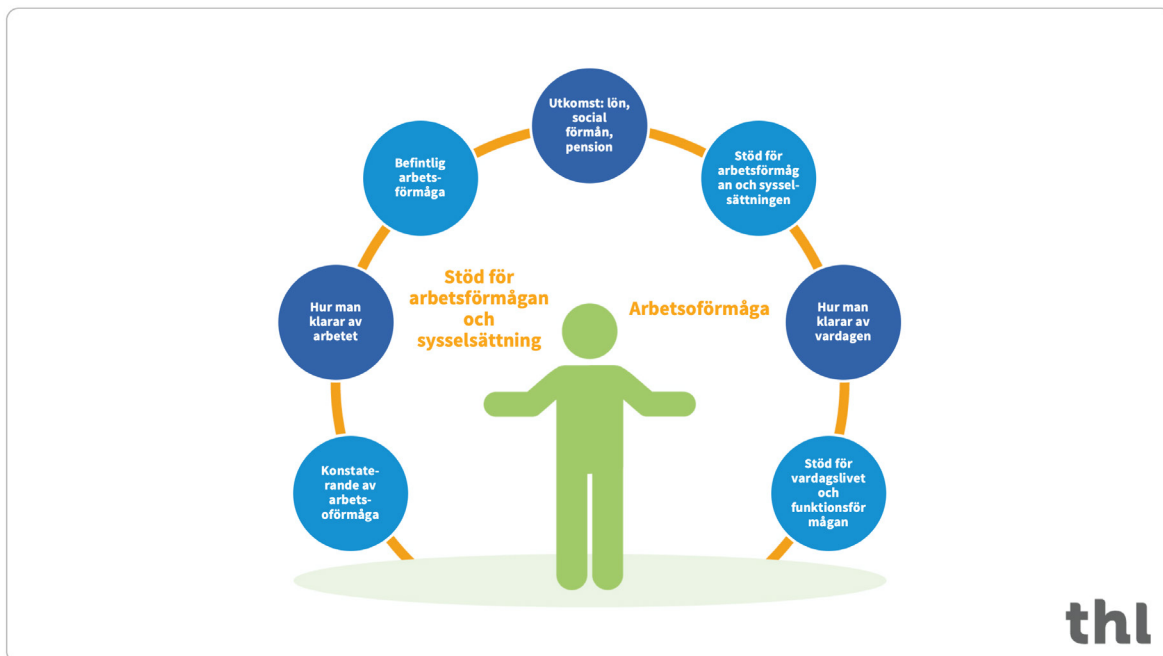 Utkomst: lön,
social
förmån,
pension
Befintlig
arbets-
förmåga
Stöd för
arbetsförmåg
an och syssel-
sättningen
Hur man
klarar av
arbetet
Stöd för
arbetsförmågan
och
sysselsättning
Arbetsoförmåga
Hur man
klarar av
vardagen
Konstate-
rande av
arbets-
oförmåga
Stöd för
vardagslivet
och
funktionsför
mågan
thl